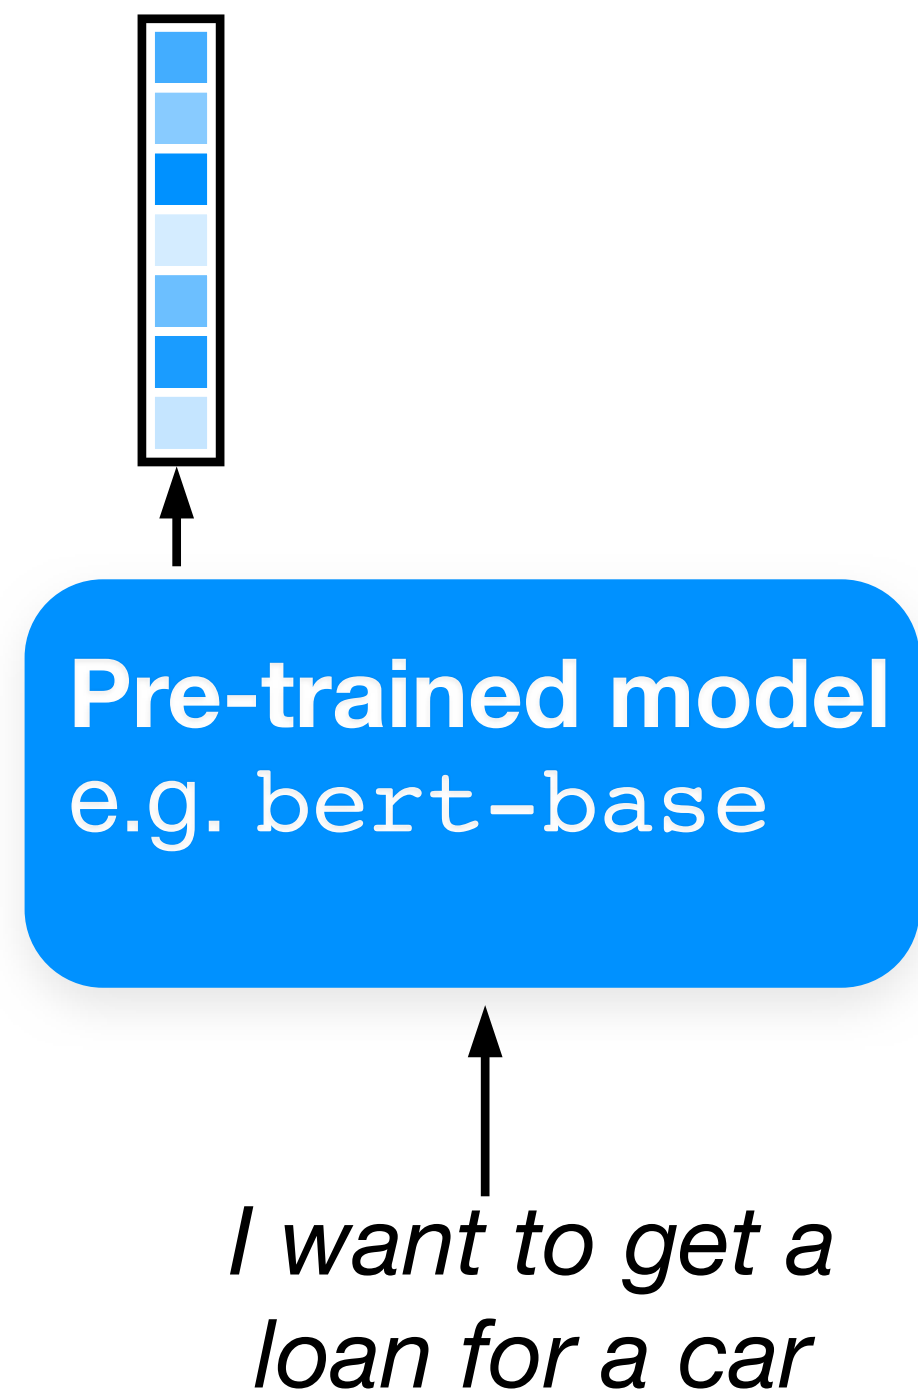 Pre-trained model
e.g. bert-base
I want to get a
loan for a car